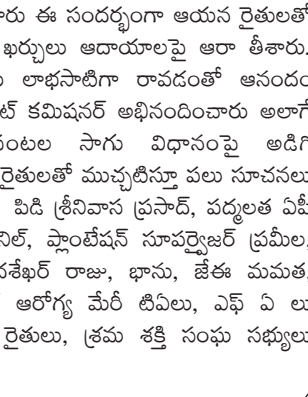 ారు ఈ సందర్భంగా ఆయన రైతులతో
ఖర్చులు ఆదాయాలపై ఆరా తీశారు.
లాభసాటిగా రావడంతో ఆనందం
ట్ కమిషనర్ అభినందించారు అలాగే
పంటల సాగు విధానంపై అడిగి
రైతులతో ముచ్చటిస్తూ పలు సూచనలు
పిడి శ్రీనివాస ప్రసాద్, పద్మలత ఏపీ
నిల్, ప్లాంటేషన్ సూపర్వైజర్ ప్రమీల,
వశేఖర్ రాజు, భాను, జేఈ మమత,
ఆరోగ్య మేరీ టిఏలు, ఎఫ్ ఏ లు
రైతులు, శ్రమ శక్తి సంఘ సభ్యులు